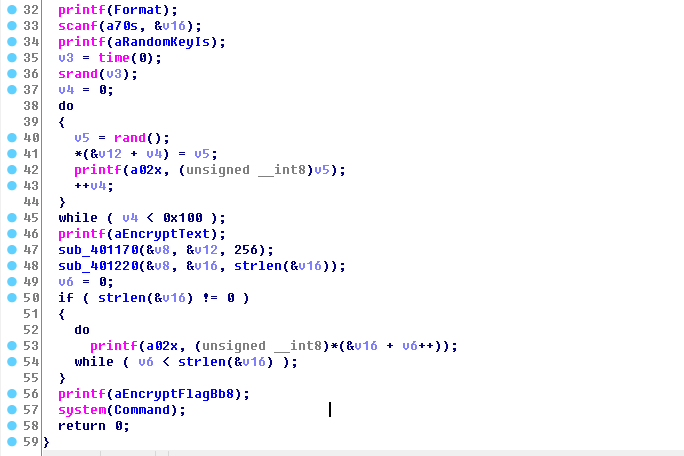 32 printf(Format);
33 scanf(a70s, &v16);
34 printf(aRandomKeyIs);
35 v3 = time(0);
36 srand(v3);
37 v4 = 0;
38 do
39 {
40 v5 = rand();
41 *(&v12 + v4) = v5;
42 printf(a02x, (unsigned __int8)v5);
43 ++v4;
44 }
45 while ( v4 < 0x100 );
46 printf(aEncryptText);
47 sub_401170(&v8, &v12, 256);
48 sub_401220(&v8, &v16, strlen(&v16));
49 v6 = 0;
50 if ( strlen(&v16) != 0 )
51 {
52 do
53 printf(a02x, (unsigned __int8)*(&v16 + v6++));
54 while ( v6 < strlen(&v16) );
55 }
56 printf(aEncryptFlagBb8);
57 system(Command);
58 return 0;
59 }